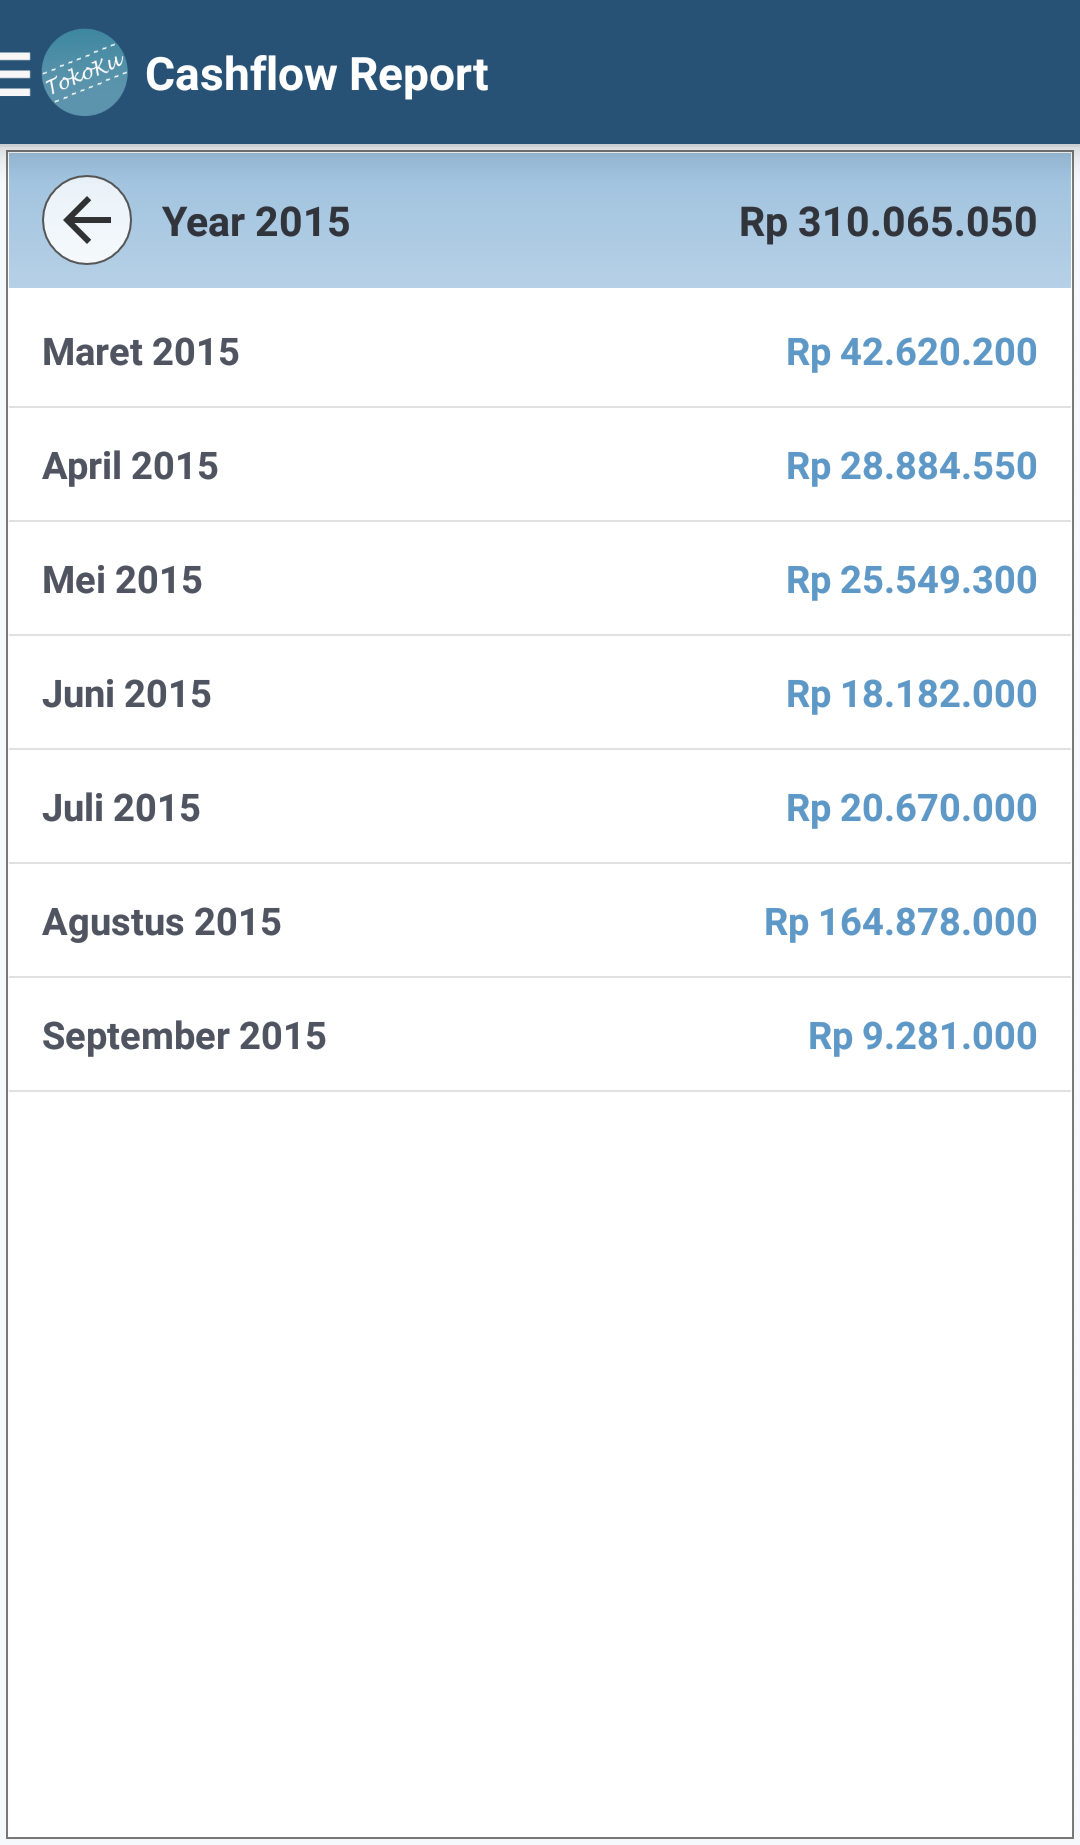 TokoKu Cashflow Report
Year 2015 Rp 310.065.050
Maret 2015 Rp 42.620.200
April 2015 Rp 28.884.550
Mei 2015 Rp 25.549.300
Juni 2015 Rp 18.182.000
Juli 2015 Rp 20.670.000
Agustus 2015 Rp 164.878.000
September 2015 Rp 9.281.000